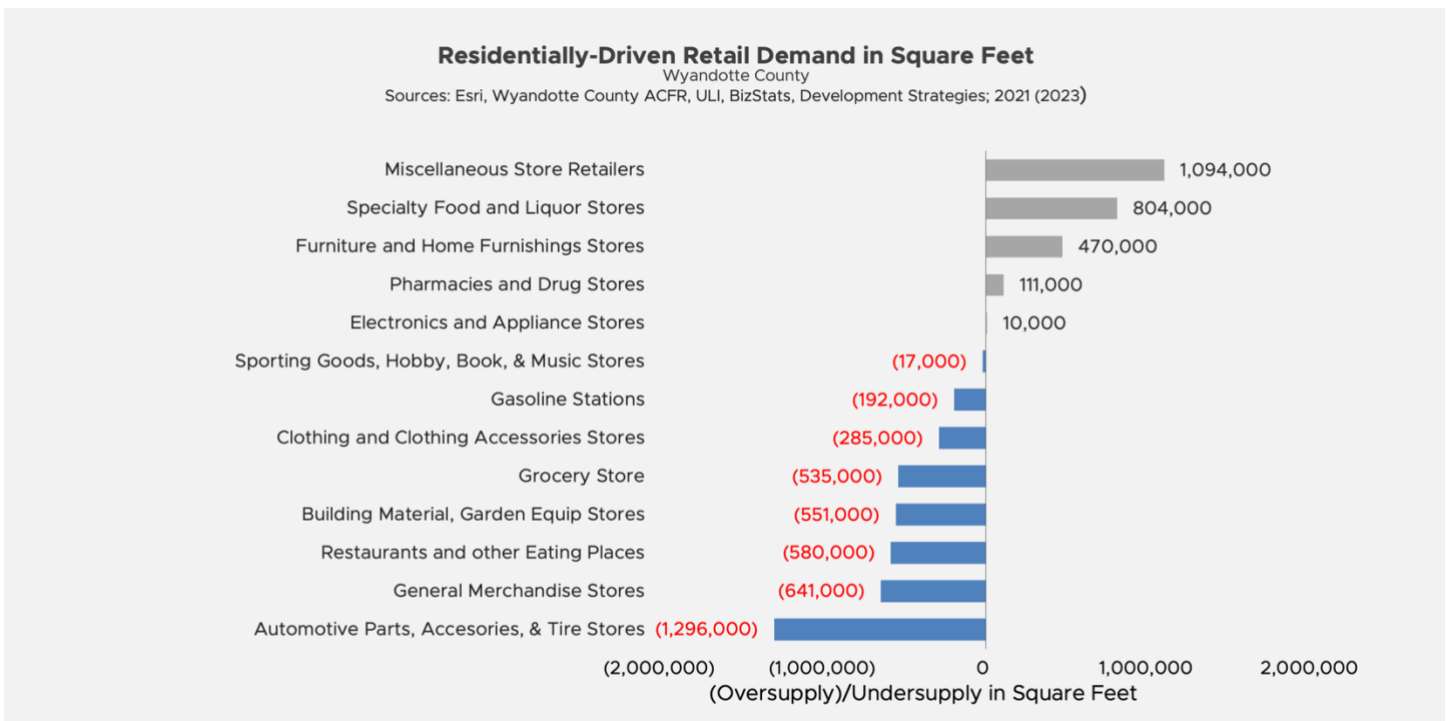 Residentially-Driven Retail Demand in Square Feet
Wyandotte County
Sources: Esri, Wyandotte County ACFR, ULI, BizStats, Development Strategies; 2021 (2023)
Miscellaneous Store Retailers 1,094,000
Specialty Food and Liquor Stores 804,000
Furniture and Home Furnishings Stores 470,000
Pharmacies and Drug Stores 111,000
Electronics and Appliance Stores 10,000
Sporting Goods, Hobby, Book, & Music Stores (17,000)
Gasoline Stations (192,000)
Clothing and Clothing Accessories Stores (285,000)
Grocery Store (535,000)
Building Material, Garden Equip Stores (551,000)
Restaurants and other Eating Places (580,000)
General Merchandise Stores (641,000)
Automotive Parts, Accesories, & Tire Stores (1,296,000)
(2,000,000) (1,0000,000) 0 1,0000,000 2,0000,000
(Oversupply)/Undersupply in Square Feet